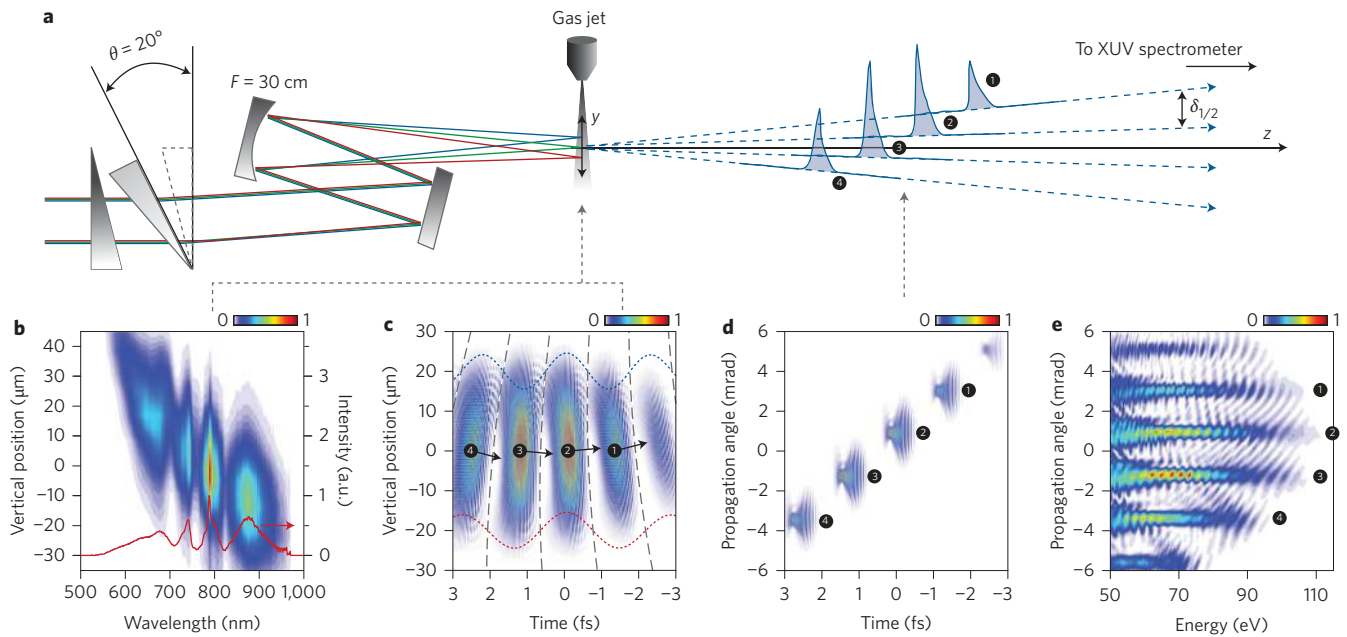 a
θ = 20°
F = 30 cm
Gas jet
y
To XUV spectrometer
δ1/2
z
1
2
3
4
b
0 1
Vertical position (μm)
40
30
20
10
0
−10
−20
−30
3
2
1
0
Intensity (a.u.)
500 600 700 800 900 1,000
Wavelength (nm)
c
0 1
Vertical position (μm)
30
20
10
0
−10
−20
−30
4 3 2 1
3 2 1 0 −1 −2 −3
Time (fs)
d
0 1
Propagation angle (mrad)
6
4
2
0
−2
−4
−6
1
2
3
4
3 2 1 0 −1 −2 −3
Time (fs)
e
0 1
Propagation angle (mrad)
6
4
2
0
−2
−4
−6
1
2
3
4
50 70 90 110
Energy (eV)